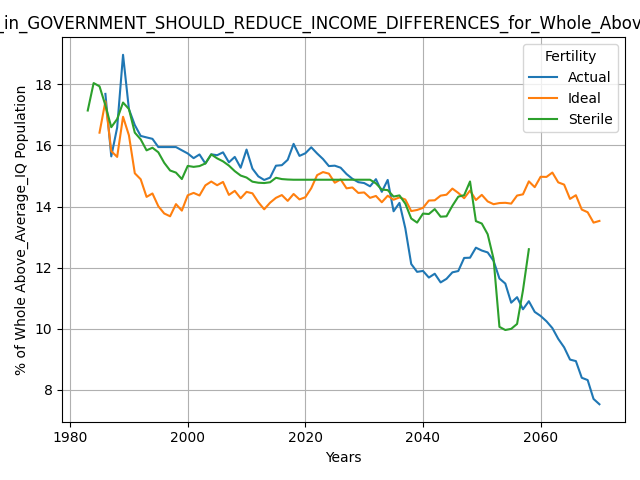 _in_GOVERNMENT_SHOULD_REDUCE_INCOME_DIFFERENCES_for_Whole_Abov
Fertility
Actual
Ideal
Sterile
% of Whole Above_Average_IQ Population
18
16
14
12
10
8
1980
2000
2020
2040
2060
Years